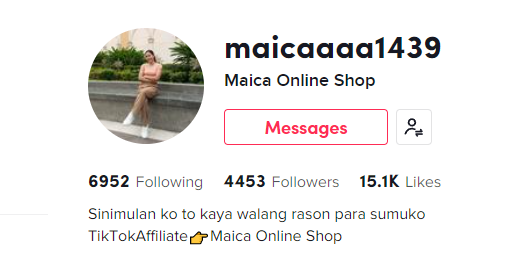 maicaaaa1439
Maica Online Shop
Messages
6952 Following 4453 Followers 15.1K Likes
Sinimulan ko to kaya walang rason para sumuko
TikTokAffiliate👉Maica Online Shop